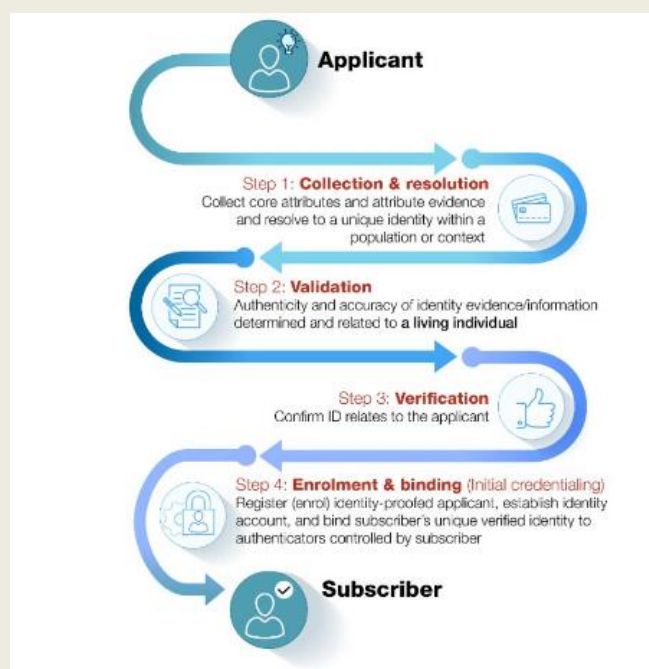 Applicant
Step 1: Collection & resolution
Collect core attributes and attribute evidence
and resolve to a unique identity within a
population or context
Step 2: Validation
Authenticity and accuracy of identity evidence/information
determined and related to a living individual
Step 3: Verification
Confirm ID relates to the applicant
Step 4: Enrolment & binding (Initial credentialing)
Register (enrol) identity-proofed applicant, establish identity
account, and bind subscriber's unique verified identity to
authenticators controlled by subscriber
Subscriber